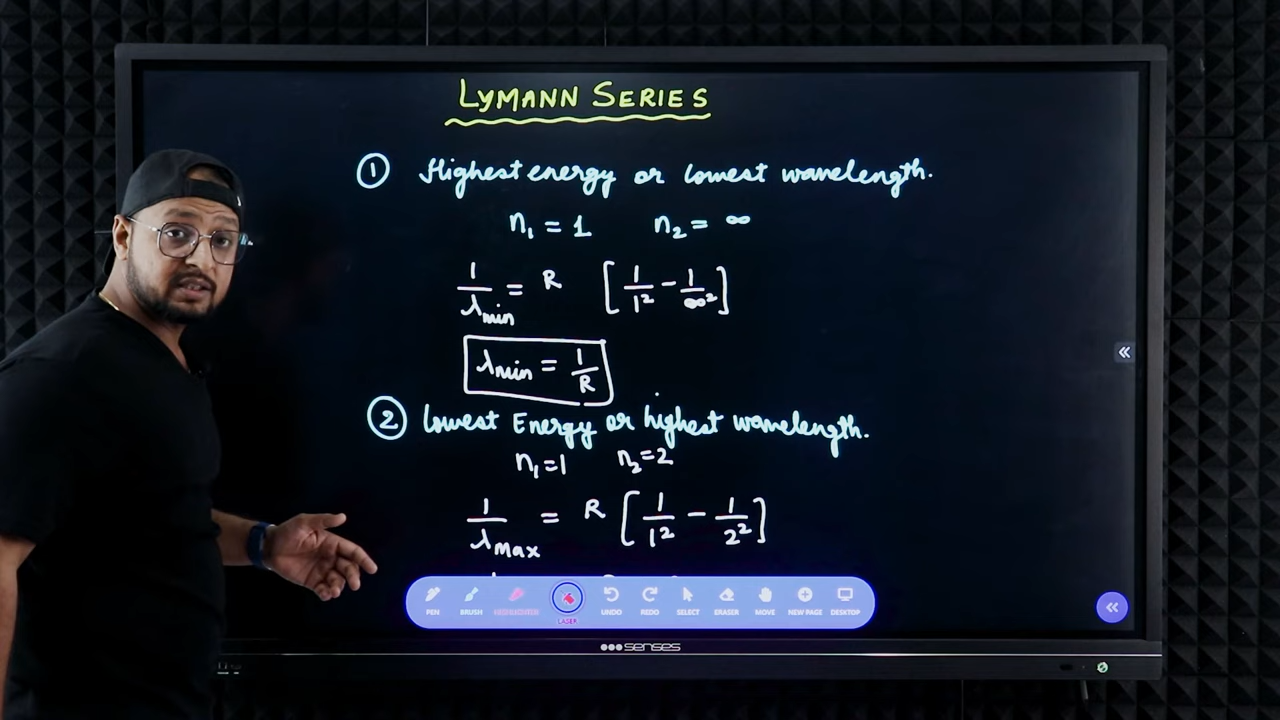 LYMANN SERIES
① Highest energy or lowest wavelength.
n₁ = 1 n₂ = ∞
1/λmin = R [1/1² - 1/∞²]
λmin = 1/R
② Lowest Energy or highest wavelength.
n₁=1 n₂=2
1/λMax = R [1/1² - 1/2²]
PEN BRUSH HIGHLIGHTER LASER UNDO REDO SELECT ERASER MOVE NEW PAGE DESKTOP
senses